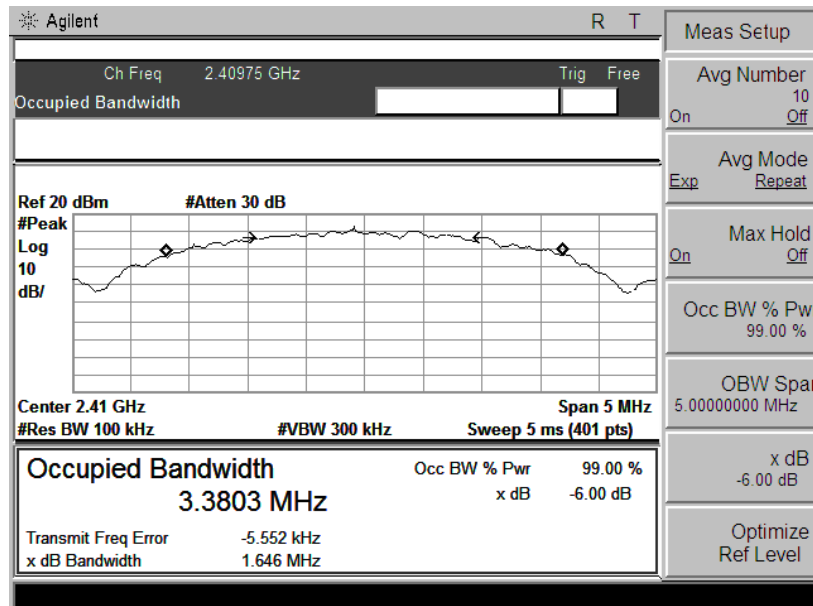 Agilent R T
Ch Freq 2.40975 GHz Trig Free
Occupied Bandwidth
Ref 20 dBm #Atten 30 dB
#Peak
Log
10
dB/
Center 2.41 GHz Span 5 MHz
#Res BW 100 kHz #VBW 300 kHz Sweep 5 ms (401 pts)
Occupied Bandwidth Occ BW % Pwr 99.00 %
3.3803 MHz x dB -6.00 dB
Transmit Freq Error -5.552 kHz
x dB Bandwidth 1.646 MHz
Meas Setup
Avg Number
10
On Off
Avg Mode
Exp Repeat
Max Hold
On Off
Occ BW % Pw
99.00 %
OBW Spa
5.00000000 MHz
x dB
-6.00 dB
Optimize
Ref Level